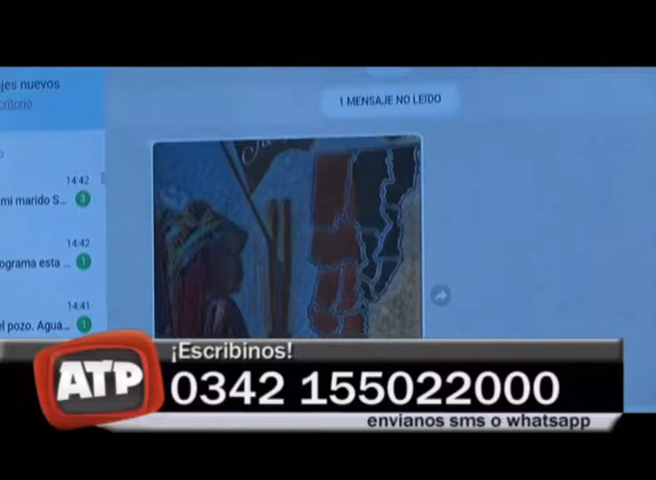 jes nuevos
critorio
1 MENSAJE NO LEÍDO
14:42
mi marido S...
14:42
ograma esta ...
1
14:41
el pozo. Agua...
1
ATP
¡Escribinos!
0342 155022000
envianos sms o whatsapp